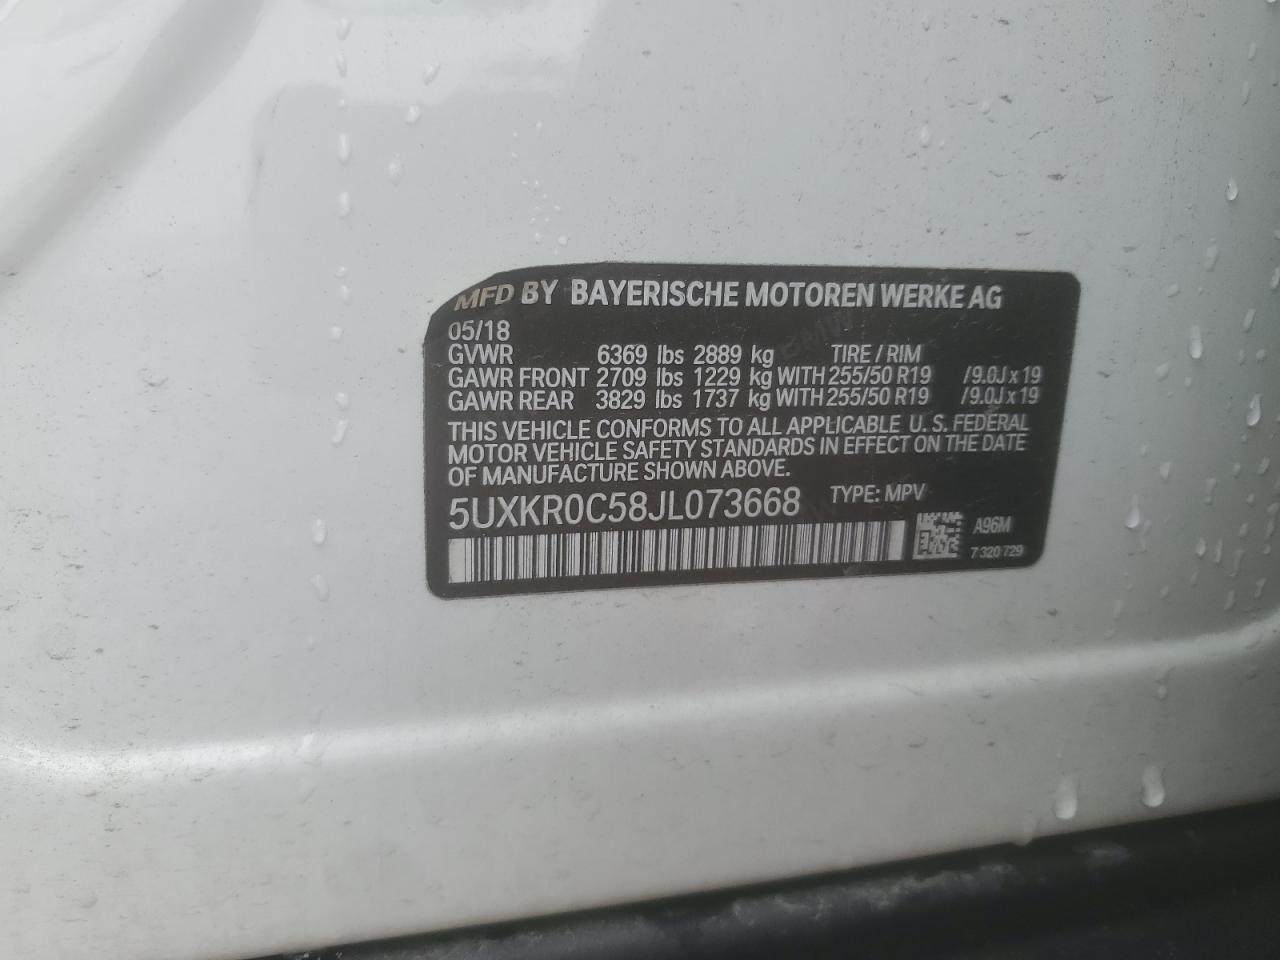 MFD BY BAYERISCHE MOTOREN WERKE AG
05/18
GVWR 6369 lbs 2889 kg TIRE / RIM
GAWR FRONT 2709 lbs 1229 kg WITH 255/50 R19 /9.0J x 19
GAWR REAR 3829 lbs 1737 kg WITH 255/50 R19 /9.0J x 19
THIS VEHICLE CONFORMS TO ALL APPLICABLE U. S. FEDERAL
MOTOR VEHICLE SAFETY STANDARDS IN EFFECT ON THE DATE
OF MANUFACTURE SHOWN ABOVE.
5UXKR0C58JL073668 TYPE: MPV
A96M
7 320 729